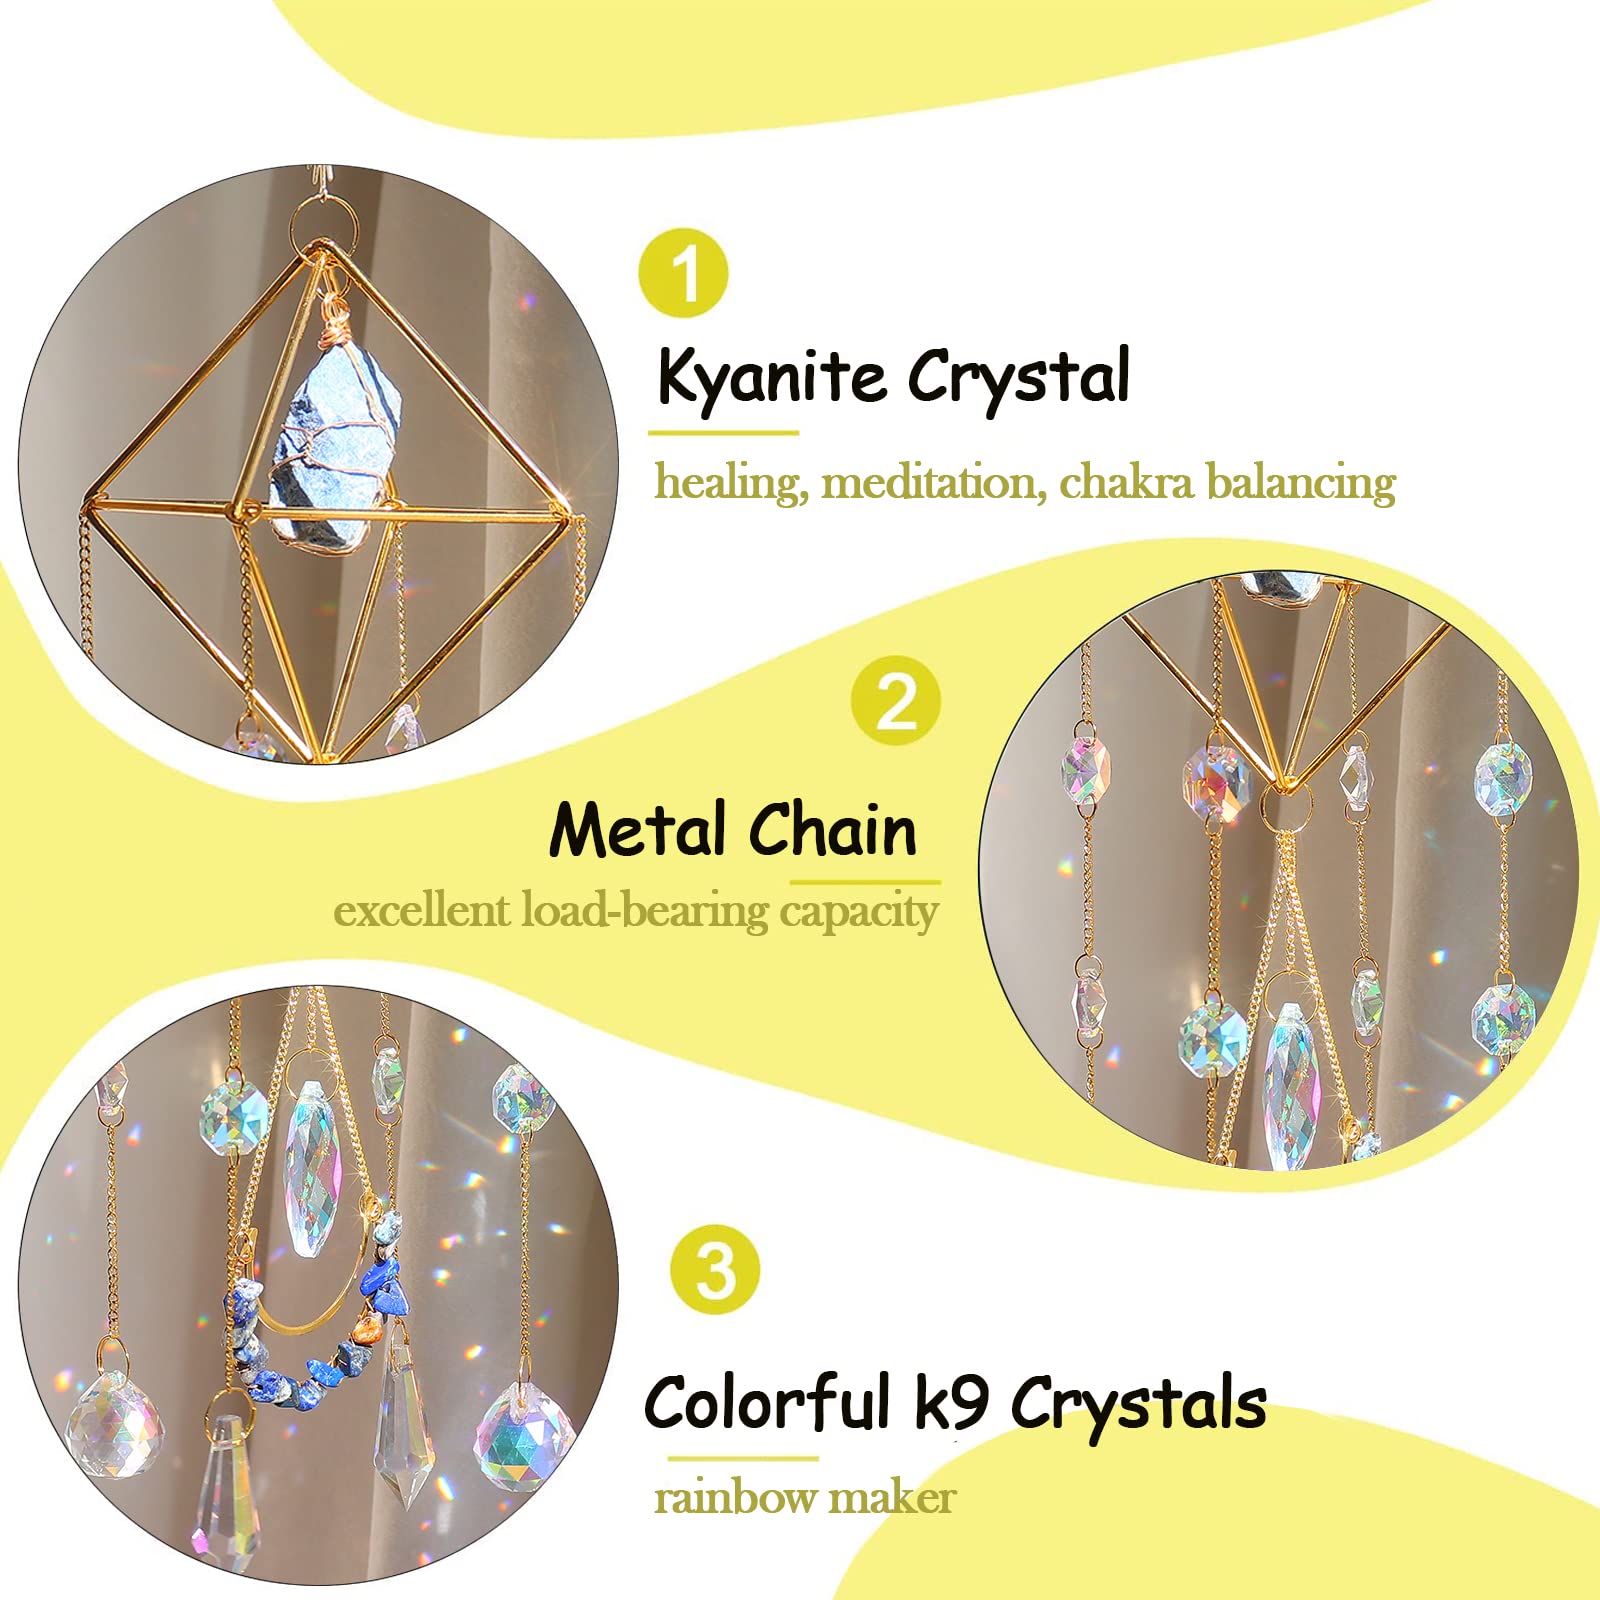 1
Kyanite Crystal
healing, meditation, chakra balancing
2
Metal Chain
excellent load-bearing capacity
3
Colorful k9 Crystals
rainbow maker